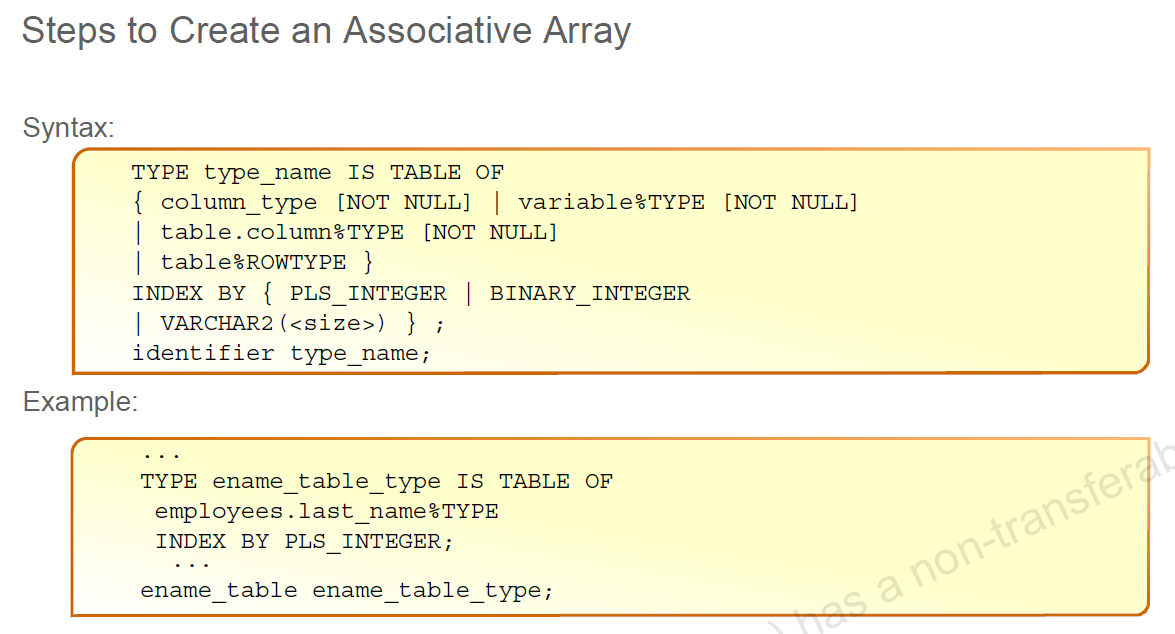 Steps to Create an Associative Array
Syntax:
TYPE type_name IS TABLE OF
{ column_type [NOT NULL] | variable%TYPE [NOT NULL]
| table.column%TYPE [NOT NULL]
| table%ROWTYPE }
INDEX BY { PLS_INTEGER | BINARY_INTEGER
| VARCHAR2(<size>) } ;
identifier type_name;
Example:
...
TYPE ename_table_type IS TABLE OF
employees.last_name%TYPE
INDEX BY PLS_INTEGER;
...
ename_table ename_table_type;
) has a non-transferab